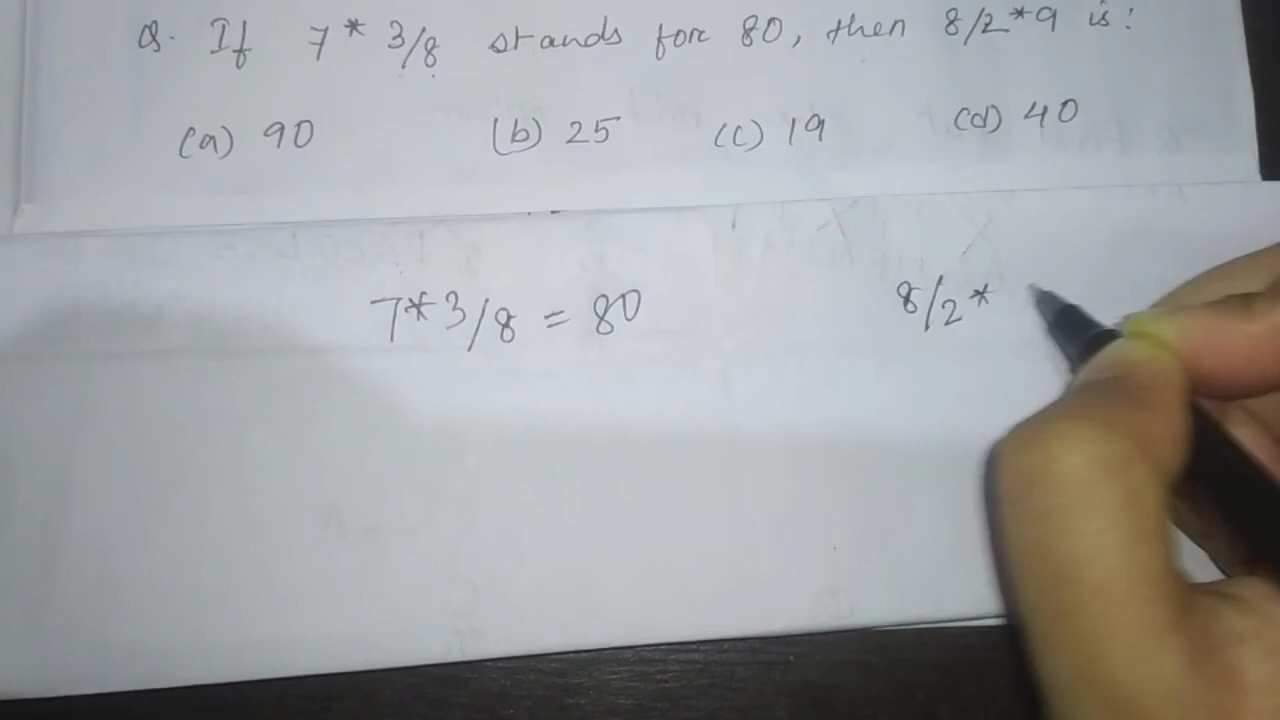 Q. If 7* 3/8 stands for 80, then 8/2*9 is:
(a) 90 (b) 25 (c) 19 (d) 40
7*3/8 = 80 8/2*